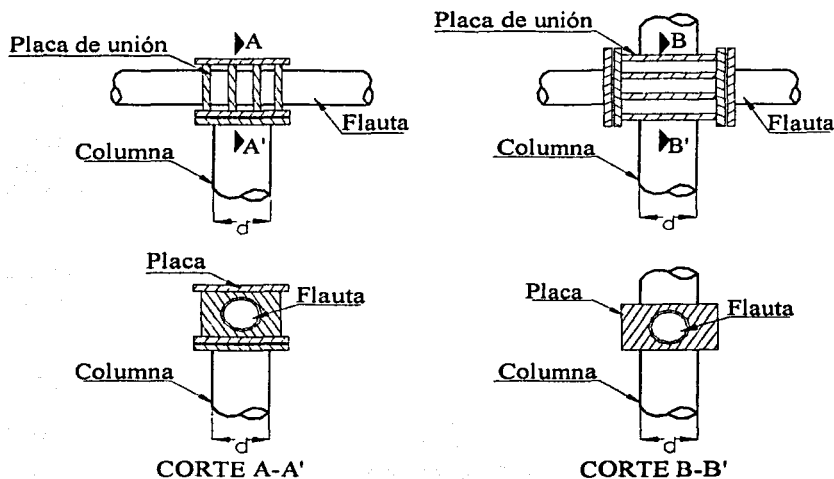 Placa de unión
A
Flauta
A'
Columna
d
Placa de unión
B
Flauta
B'
Columna
d
Placa
Flauta
Columna
d
CORTE A-A'
Placa
Flauta
Columna
d
CORTE B-B'